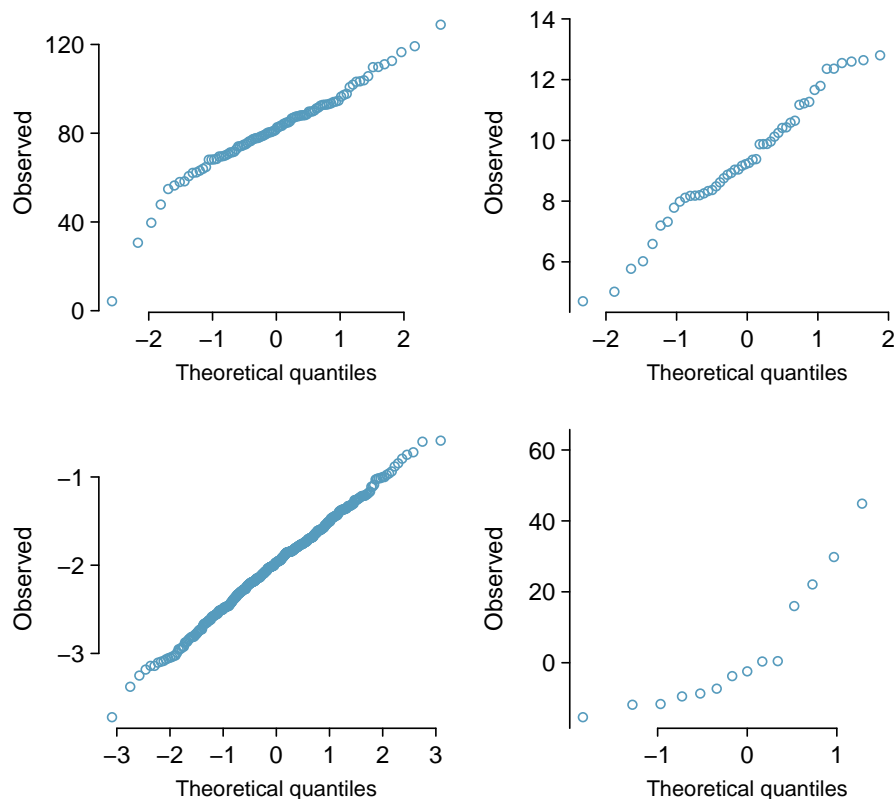 120
80
40
0
Observed
−2 −1 0 1 2
Theoretical quantiles
14
12
10
8
6
Observed
−2 −1 0 1 2
Theoretical quantiles
−1
−2
−3
Observed
−3 −2 −1 0 1 2 3
Theoretical quantiles
60
40
20
0
Observed
−1 0 1
Theoretical quantiles